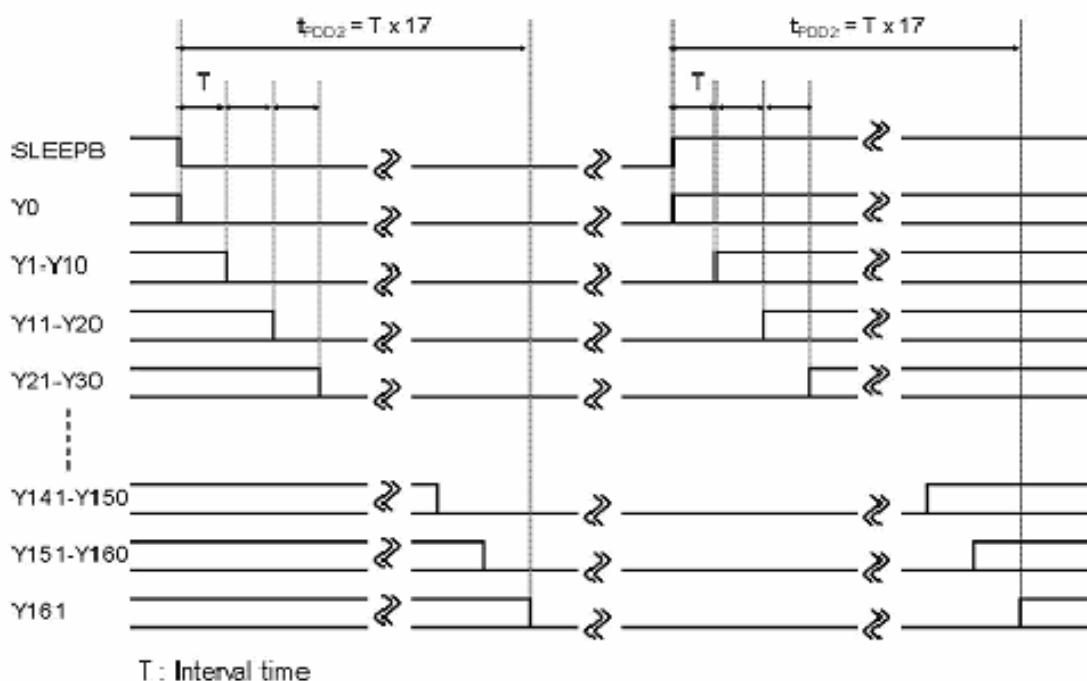 tPDD2 = T x 17 tPDD2 = T x 17
T T
SLEEPB
Y0
Y1-Y10
Y11-Y20
Y21-Y30
Y141-Y150
Y151-Y160
Y161
T : Interval time